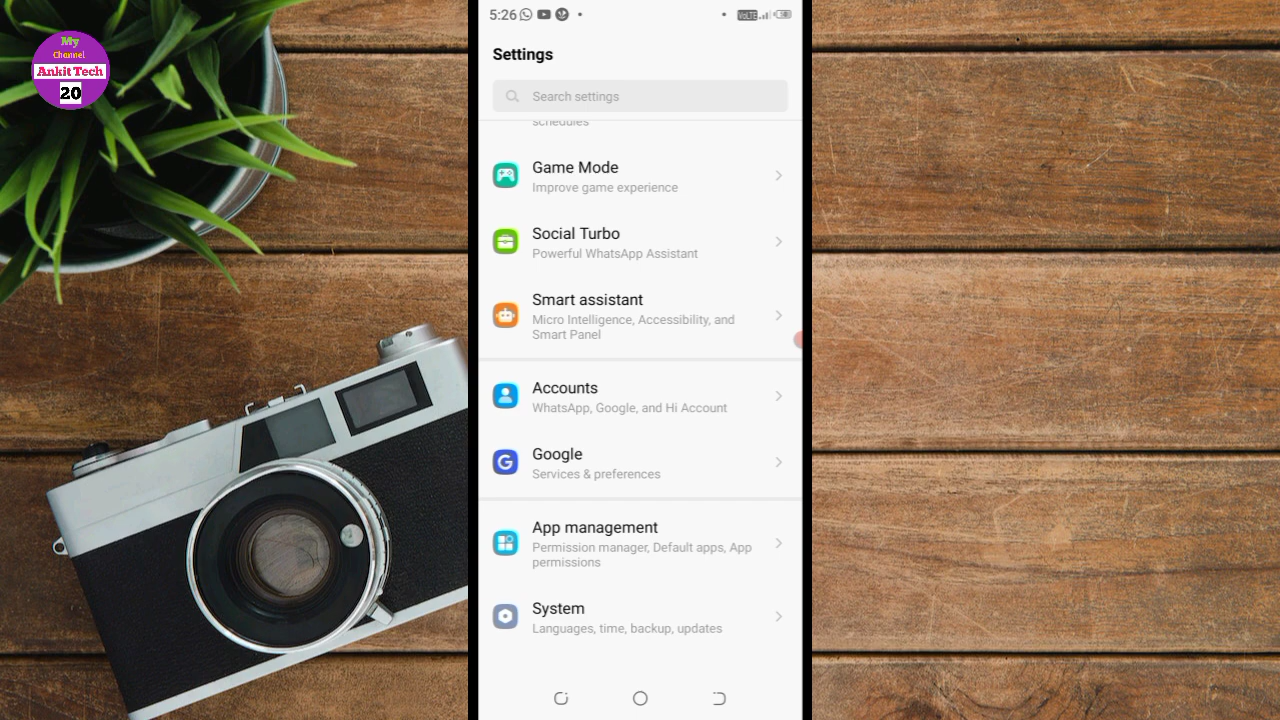 My
Channel
Ankit Tech
20
5:26
VoLTE
Settings
Search settings
schedules
Game Mode
Improve game experience
Social Turbo
Powerful WhatsApp Assistant
Smart assistant
Micro Intelligence, Accessibility, and
Smart Panel
Accounts
WhatsApp, Google, and Hi Account
Google
Services & preferences
App management
Permission manager, Default apps, App
permissions
System
Languages, time, backup, updates